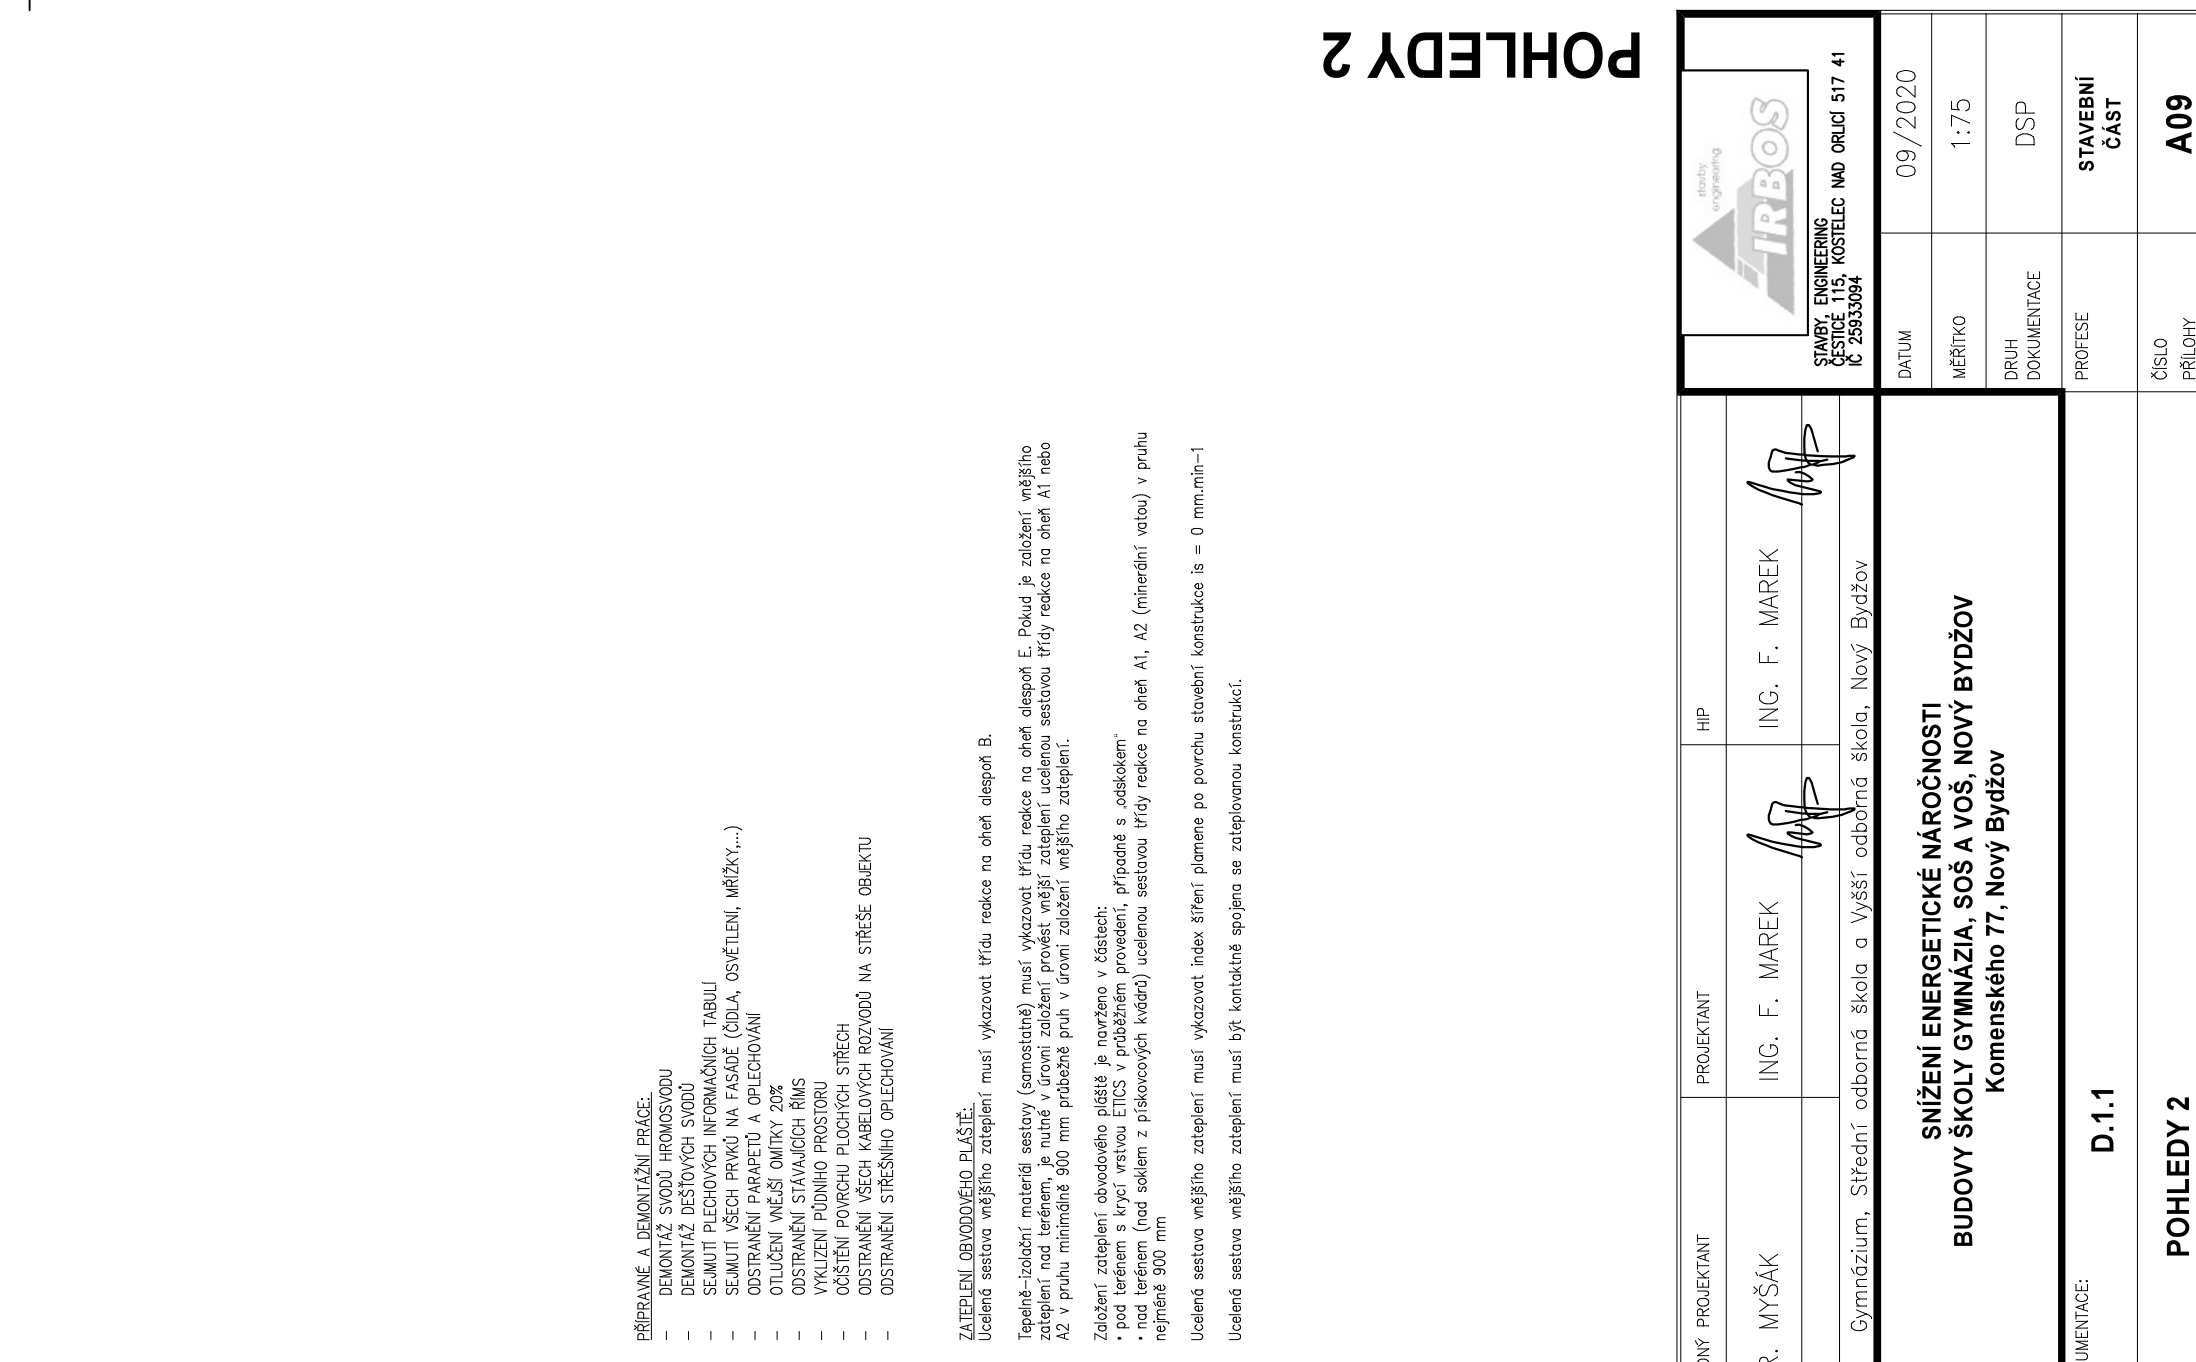 POHLEDY 2
PŘÍPRAVNÉ A DEMONTÁŽNÍ PRÁCE:
– DEMONTÁŽ SVODŮ HROMOSVODU
– DEMONTÁŽ DEŠŤOVÝCH SVODŮ
– SEJMUTÍ PLECHOVÝCH INFORMAČNÍCH TABULÍ
– SEJMUTÍ VŠECH PRVKŮ NA FASÁDĚ (ČIDLA, OSVĚTLENÍ, MŘÍŽKY,...)
– ODSTRANĚNÍ PARAPETŮ A OPLECHOVÁNÍ
– OTLUČENÍ VNĚJŠÍ OMÍTKY 20%
– ODSTRANĚNÍ STÁVAJÍCÍCH ŘÍMS
– VYKLIZENÍ PŮDNÍHO PROSTORU
– OČIŠTĚNÍ POVRCHU PLOCHÝCH STŘECH
– ODSTRANĚNÍ VŠECH KABELOVÝCH ROZVODŮ NA STŘEŠE OBJEKTU
– ODSTRANĚNÍ STŘEŠNÍHO OPLECHOVÁNÍ
ZATEPLENÍ OBVODOVÉHO PLÁŠTĚ:
Ucelená sestava vnějšího zateplení musí vykazovat třídu reakce na oheň alespoň B.
Tepelně–izolační materiál sestavy (samostatně) musí vykazovat třídu reakce na oheň alespoň E. Pokud je založení vnějšího
zateplení nad terénem, je nutné v úrovni založení provést vnější zateplení ucelenou sestavou třídy reakce na oheň A1 nebo
A2 v pruhu minimálně 900 mm průbežně pruh v úrovni založení vnějšího zateplení.
Založení zateplení obvodového pláště je navrženo v částech:
• pod terénem s krycí vrstvou ETICS v průběžném provedení, případně s „odskokem“
• nad terénem (nad soklem z pískovcových kvádrů) ucelenou sestavou třídy reakce na oheň A1, A2 (minerální vatou) v pruhu
nejméně 900 mm
Ucelená sestava vnějšího zateplení musí vykazovat index šíření plamene po povrchu stavební konstrukce is = 0 mm.min–1
Ucelená sestava vnějšího zateplení musí být kontaktně spojena se zateplovanou konstrukcí.
PROJEKTANT
HIP
MYŠÁK
ING. F. MAREK
ING. F. MAREK
Gymnázium, Střední odborná škola a Vyšší odborná škola, Nový Bydžov
stavby
engineering
IRBOS
STAVBY, ENGINEERING
ČESTICE 115, KOSTELEC NAD ORLICÍ 517 41
IČ 25933094
SNÍŽENÍ ENERGETICKÉ NÁROČNOSTI
BUDOVY ŠKOLY GYMNÁZIA, SOŠ A VOŠ, NOVÝ BYDŽOV
Komenského 77, Nový Bydžov
DATUM 09/2020
MĚŘÍTKO 1:75
DRUH
DOKUMENTACE DSP
D.1.1
PROFESE STAVEBNÍ
ČÁST
POHLEDY 2
ČÍSLO
PŘÍLOHY A09